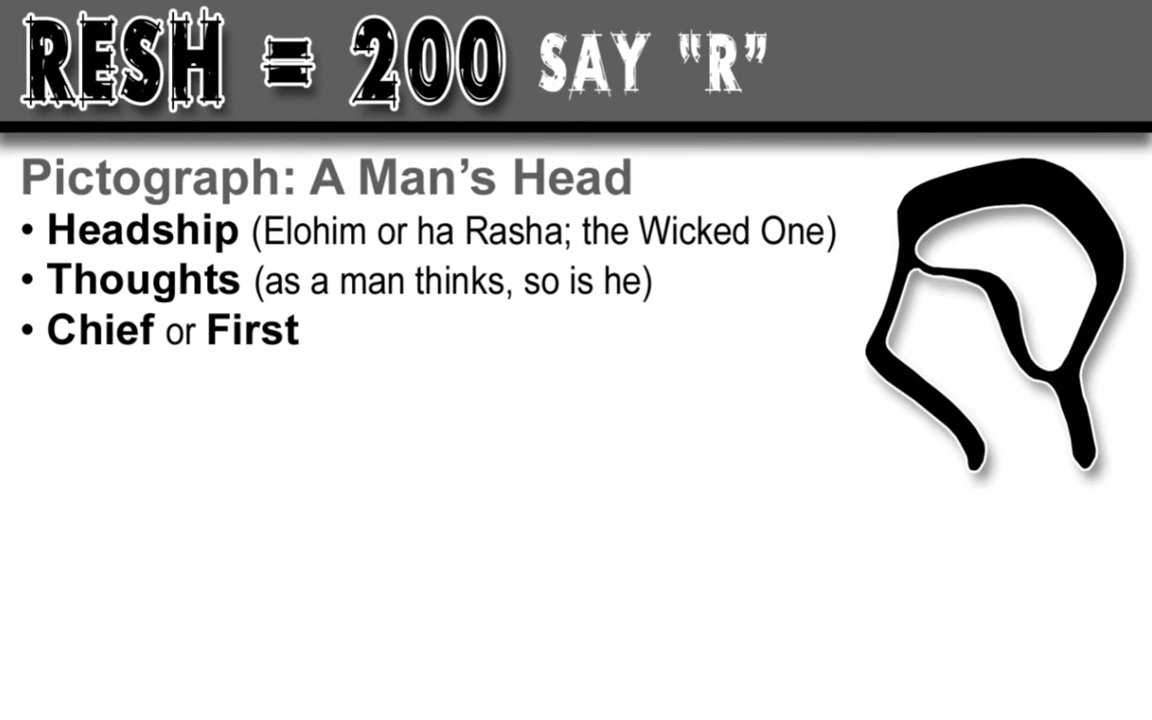 RESH = 200 SAY "R"
Pictograph: A Man’s Head
• Headship (Elohim or ha Rasha; the Wicked One)
• Thoughts (as a man thinks, so is he)
• Chief or First